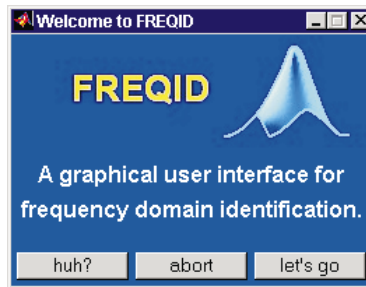 Welcome to FREQID
FREQID
A graphical user interface for
frequency domain identification.
huh? abort let's go